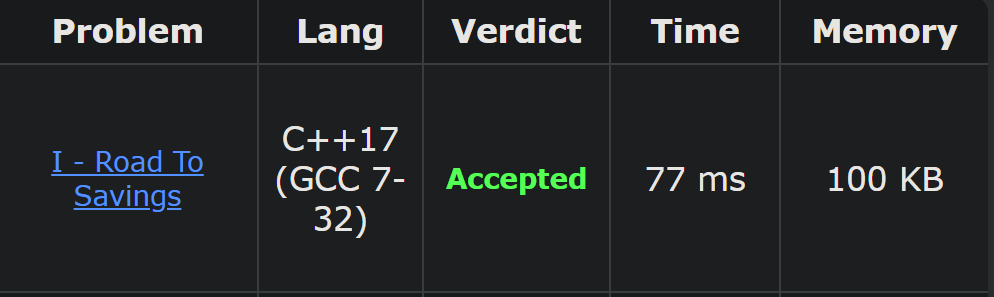 Problem Lang Verdict Time Memory
I - Road To
Savings
C++17
(GCC 7-
32)
Accepted
77 ms
100 KB